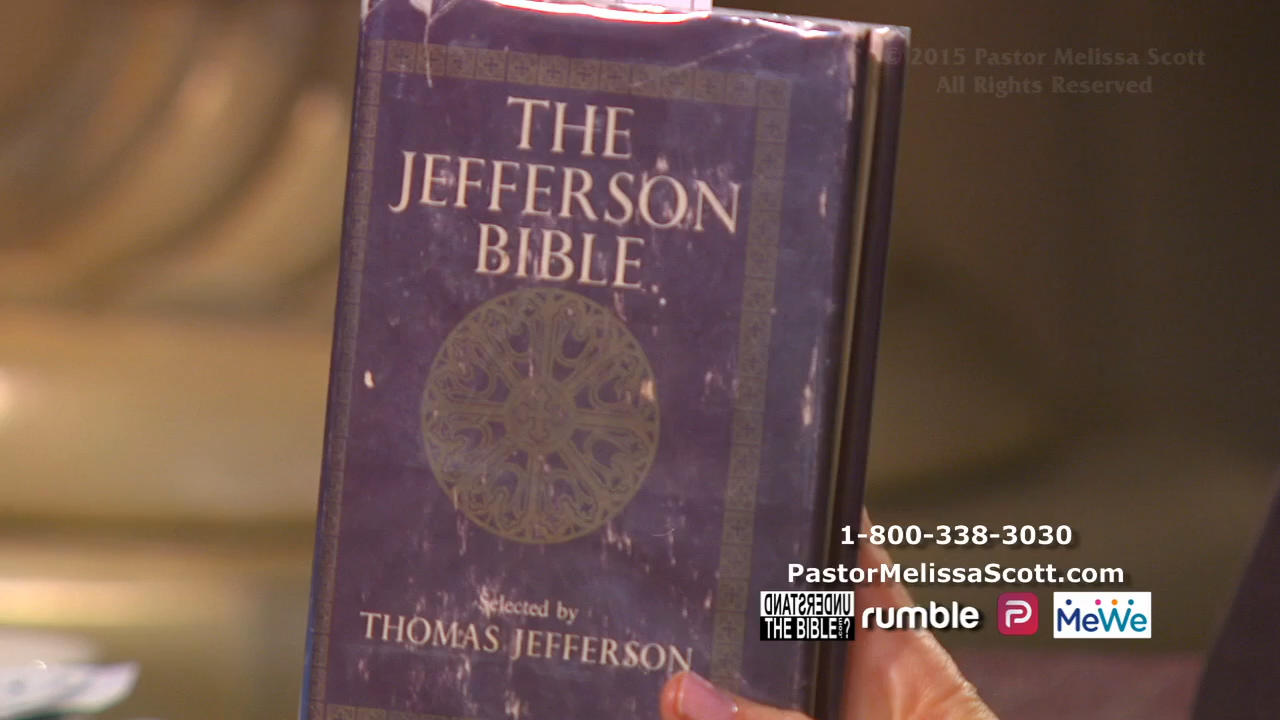 © 2015 Pastor Melissa Scott
All Rights Reserved
THE
JEFFERSON
BIBLE
Selected by
THOMAS JEFFERSON
1-800-338-3030
PastorMelissaScott.com
UNDERSTAND
THE BIBLE?
rumble
MeWe